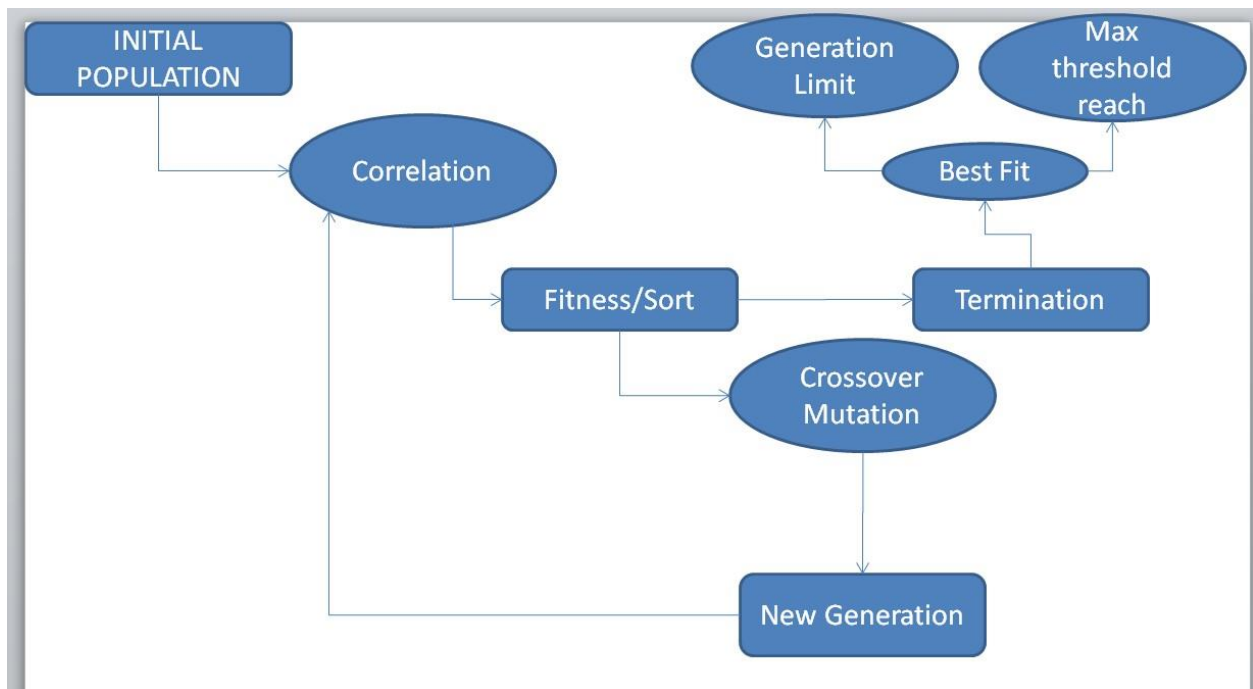 INITIAL
POPULATION
Generation
Limit
Max
threshold
reach
Correlation
Best Fit
Fitness/Sort
Termination
Crossover
Mutation
New Generation